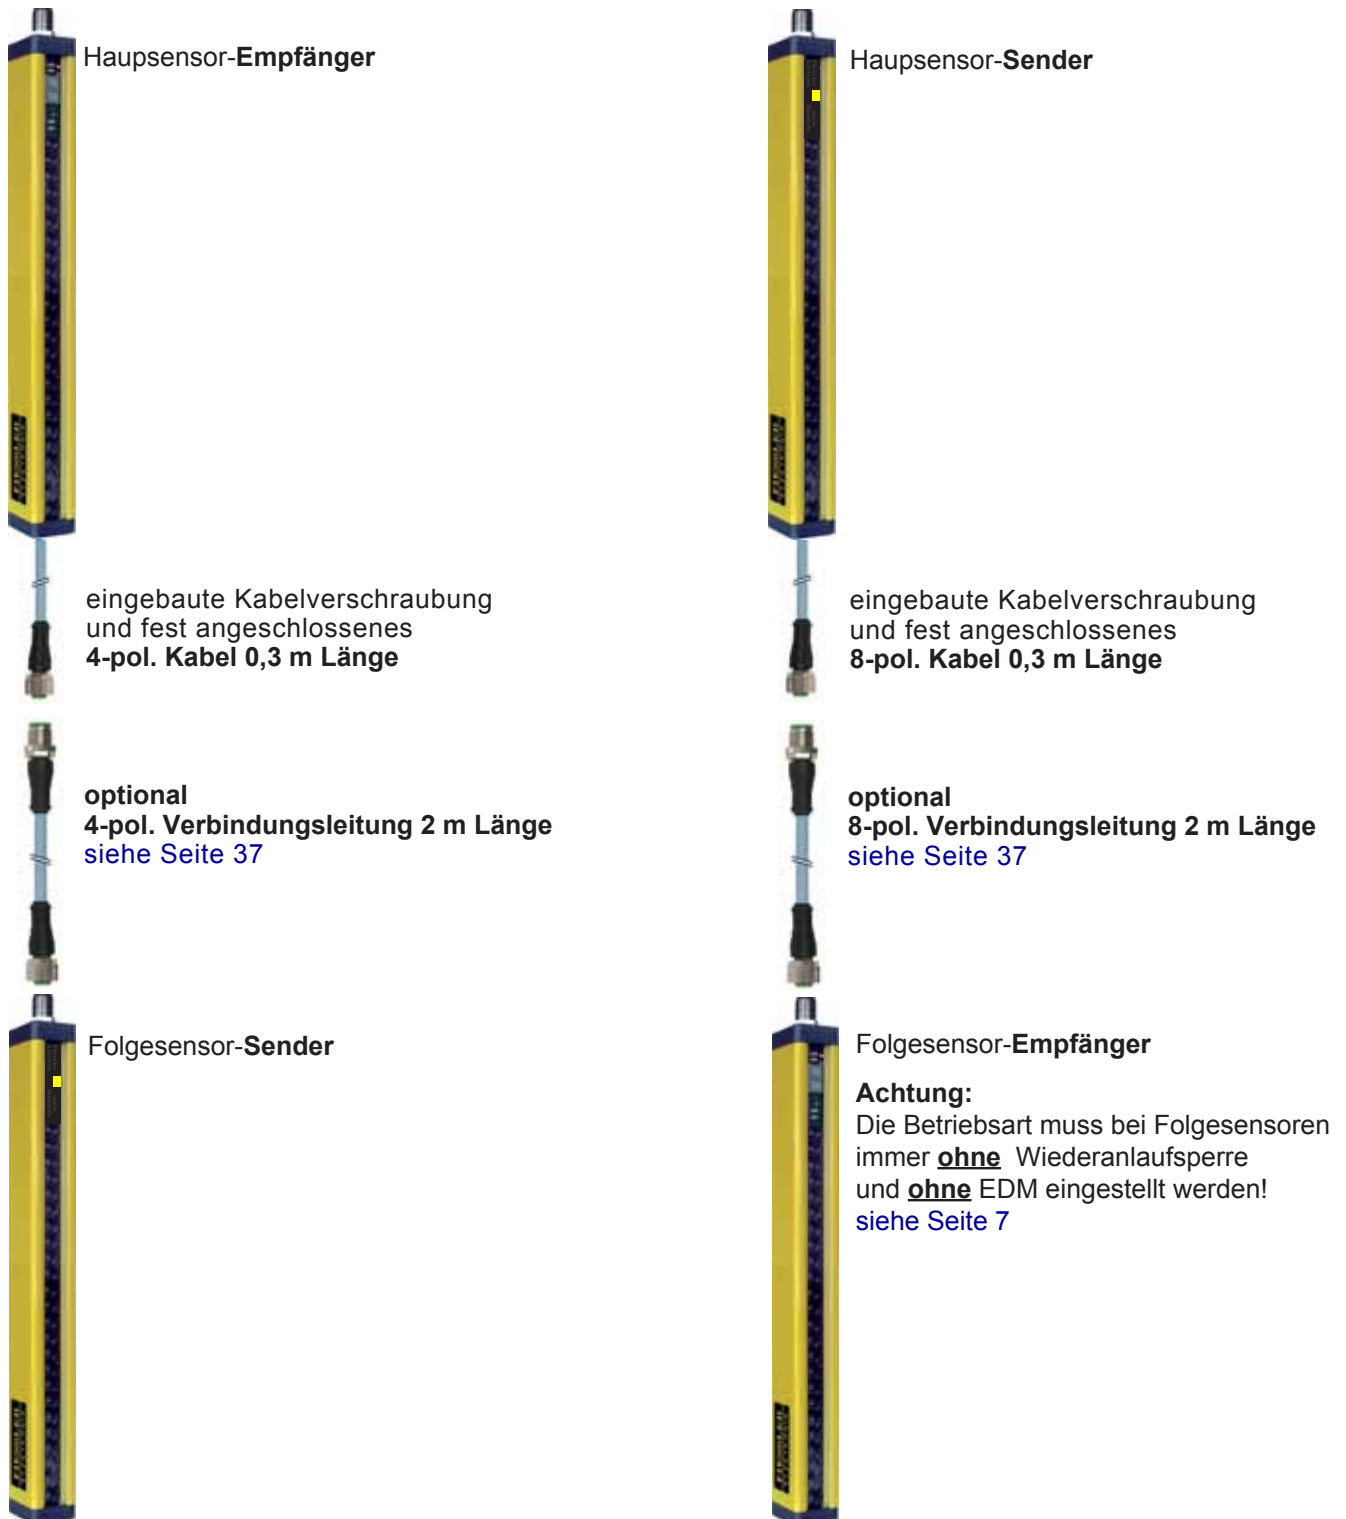 Haupsensor-Empfänger
eingebaute Kabelverschraubung
und fest angeschlossenes
4-pol. Kabel 0,3 m Länge
optional
4-pol. Verbindungsleitung 2 m Länge
siehe Seite 37
Folgesensor-Sender
Haupsensor-Sender
eingebaute Kabelverschraubung
und fest angeschlossenes
8-pol. Kabel 0,3 m Länge
optional
8-pol. Verbindungsleitung 2 m Länge
siehe Seite 37
Folgesensor-Empfänger
Achtung:
Die Betriebsart muss bei Folgesensoren
immer ohne Wiederanlaufsperre
und ohne EDM eingestellt werden!
siehe Seite 7